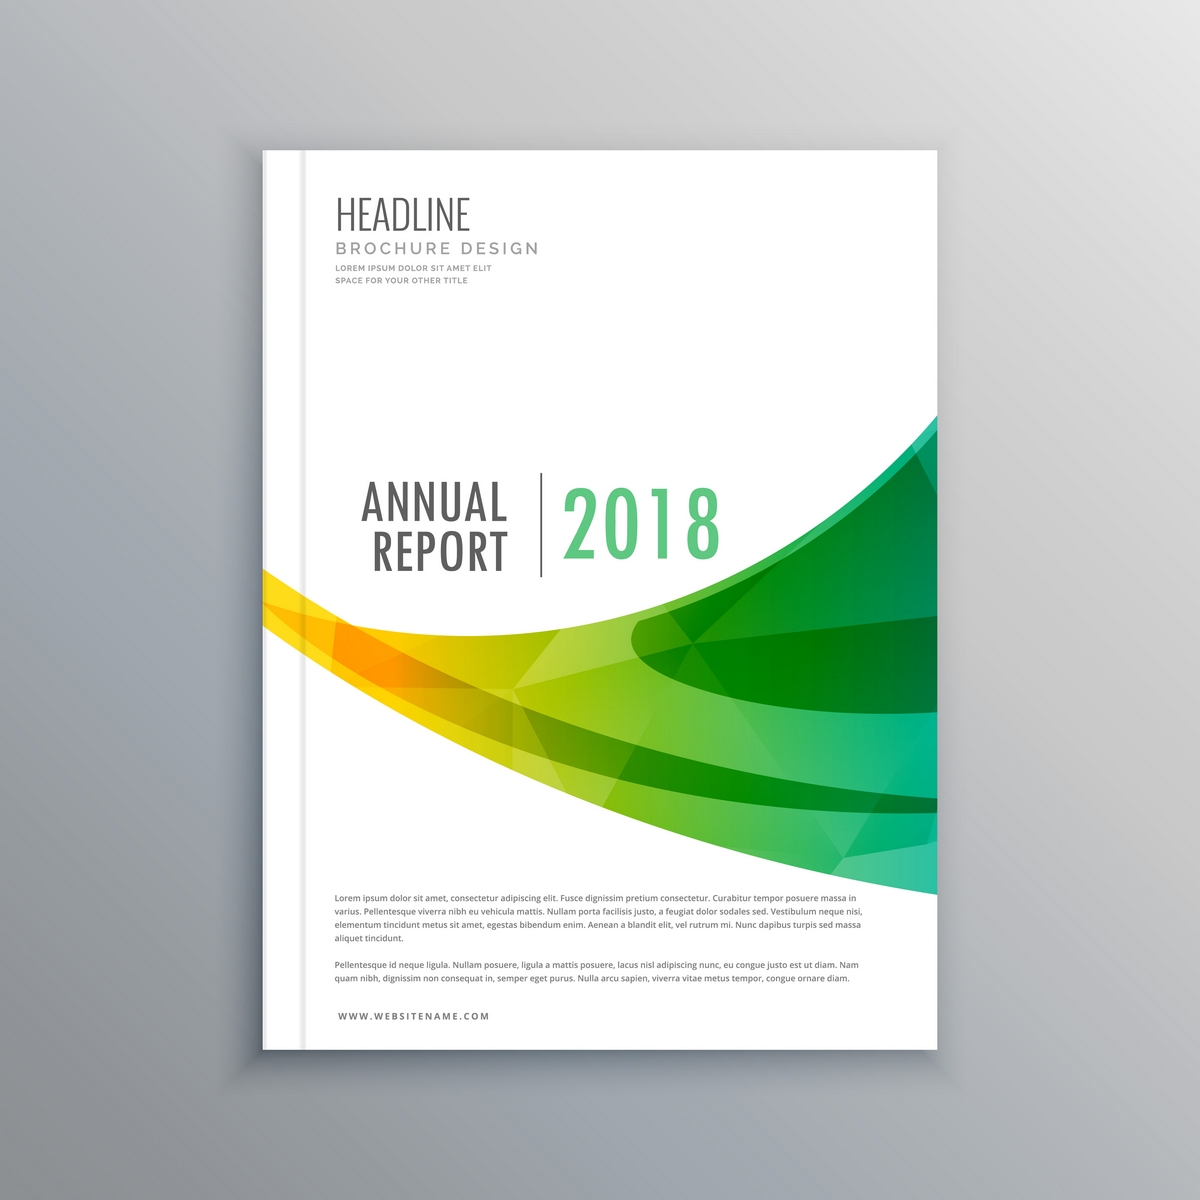 HEADLINE
BROCHURE DESIGN
LOREM IPSUM DOLOR SIT AMET ELIT
SPACE FOR YOUR OTHER TITLE
ANNUAL
REPORT
2018
Lorem ipsum dolor sit amet, consectetur adipiscing elit. Fusce dignissim pretium consectetur. Curabitur tempor posuere massa in
varius. Pellentesque viverra nibh eu vehicula mattis. Nullam porta facilisis justo, a feugiat dolor sodales sed. Vestibulum neque nisi,
elementum tincidunt metus sit amet, egestas bibendum enim. Aenean a blandit elit, vel rutrum mi. Nunc dapibus turpis sed massa
aliquet tincidunt.
Pellentesque id neque ligula. Nullam posuere, ligula a mattis posuere, lacus nisl adipiscing nunc, eu congue justo est ut diam. Nam
quam nibh, dignissim non consequat in, semper eget purus. Nulla arcu sapien, viverra vitae metus tempor, congue ornare diam.
WWW.WEBSITENAME.COM